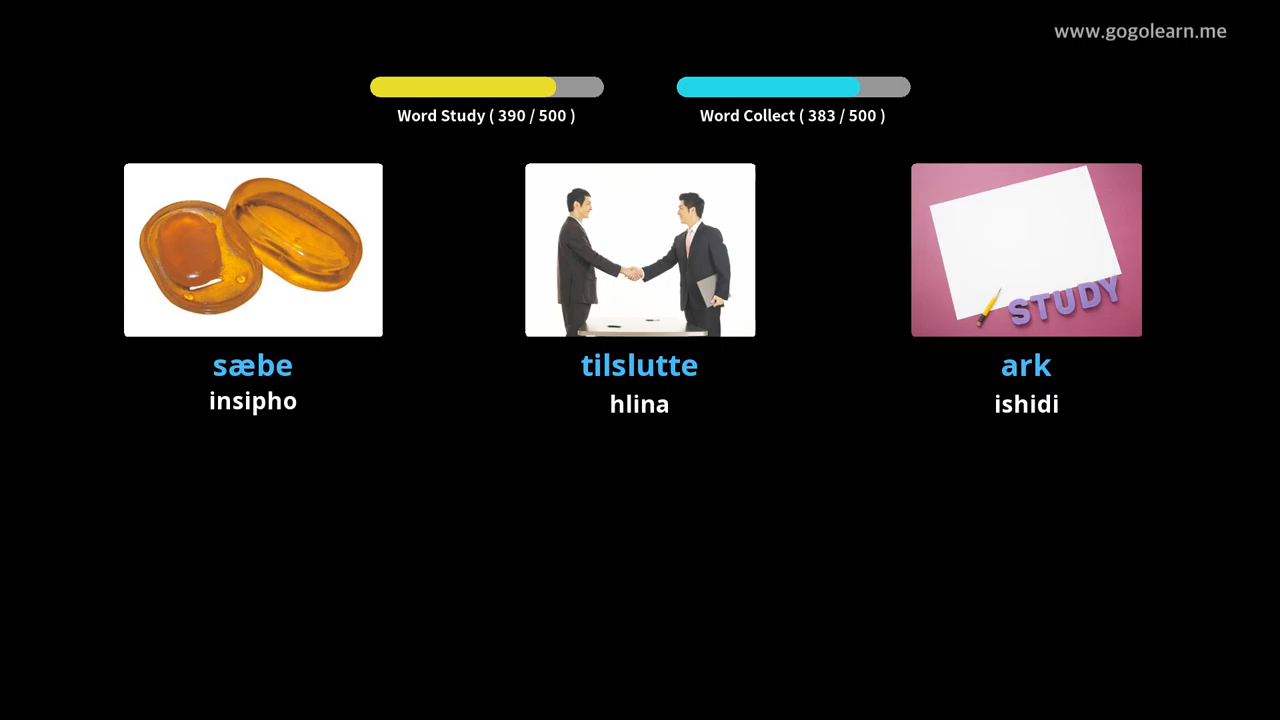 www.gogolearn.me
Word Study ( 390 / 500 )
Word Collect ( 383 / 500 )
STUDY
sæbe
tilslutte
ark
insipho
hlina
ishidi